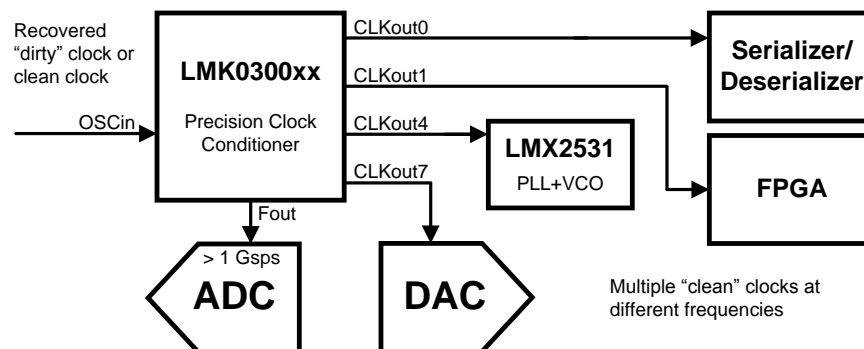 Recovered
“dirty” clock or
clean clock
OSCin
LMK0300xx
Precision Clock
Conditioner
CLKout0
CLKout1
CLKout4
CLKout7
Fout
Serializer/
Deserializer
LMX2531
PLL+VCO
FPGA
> 1 Gsps
ADC
DAC
Multiple “clean” clocks at
different frequencies